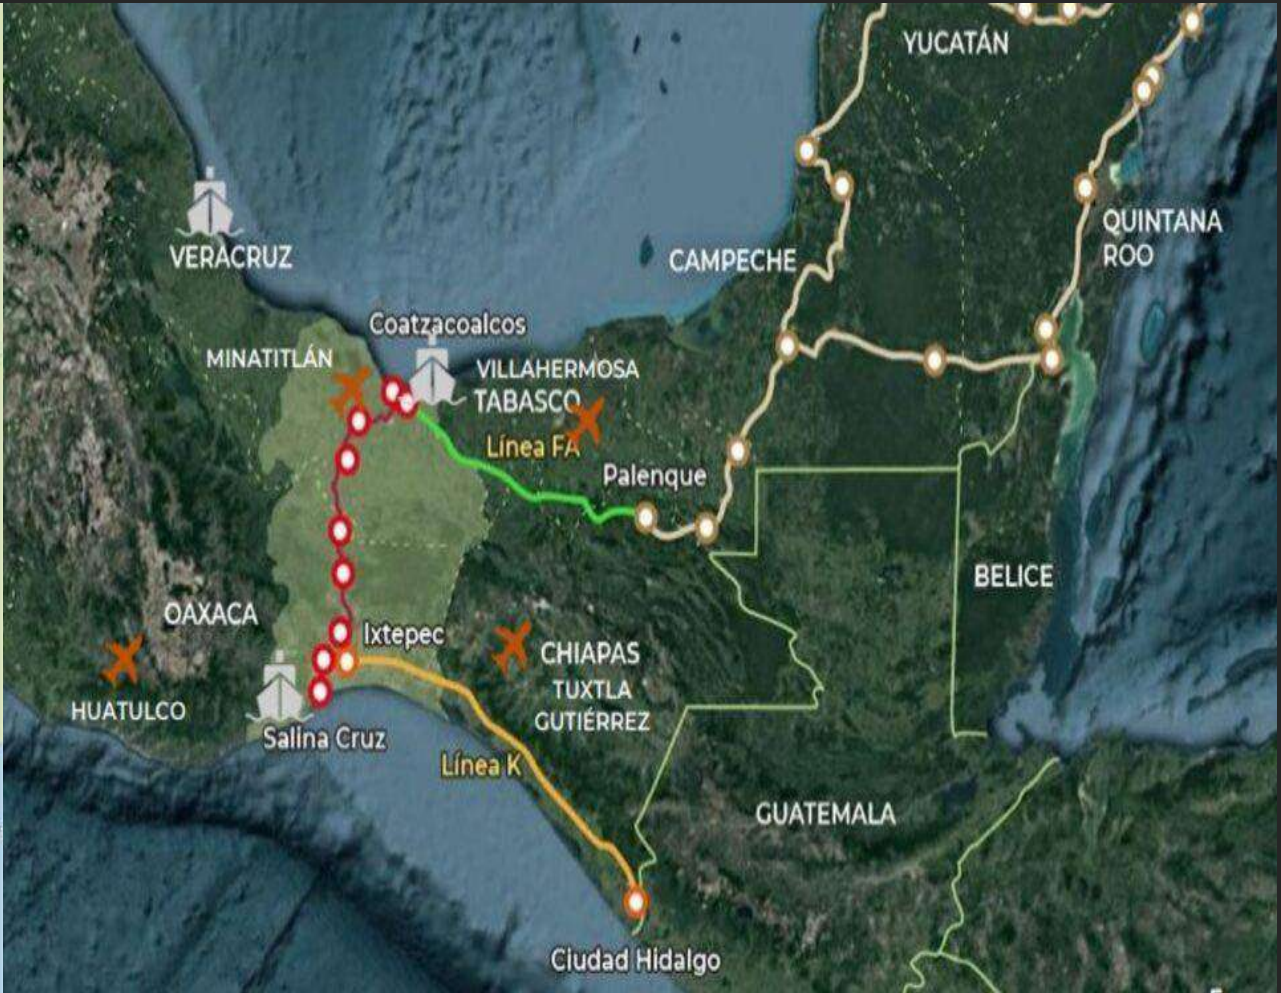 YUCATÁN
QUINTANA
ROO
VERACRUZ
CAMPECHE
Coatzacoalcos
MINATITLÁN
VILLAHERMOSA
TABASCO
Línea FA
Palenque
BELICE
OAXACA
Ixtepec
CHIAPAS
TUXTLA
GUTIÉRREZ
HUATULCO
Salina Cruz
Línea K
GUATEMALA
Ciudad Hidalgo